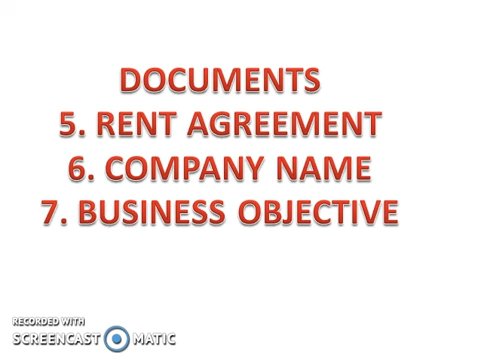 DOCUMENTS
5. RENT AGREEMENT
6. COMPANY NAME
7. BUSINESS OBJECTIVE
RECORDED WITH
SCREENCAST MATIC